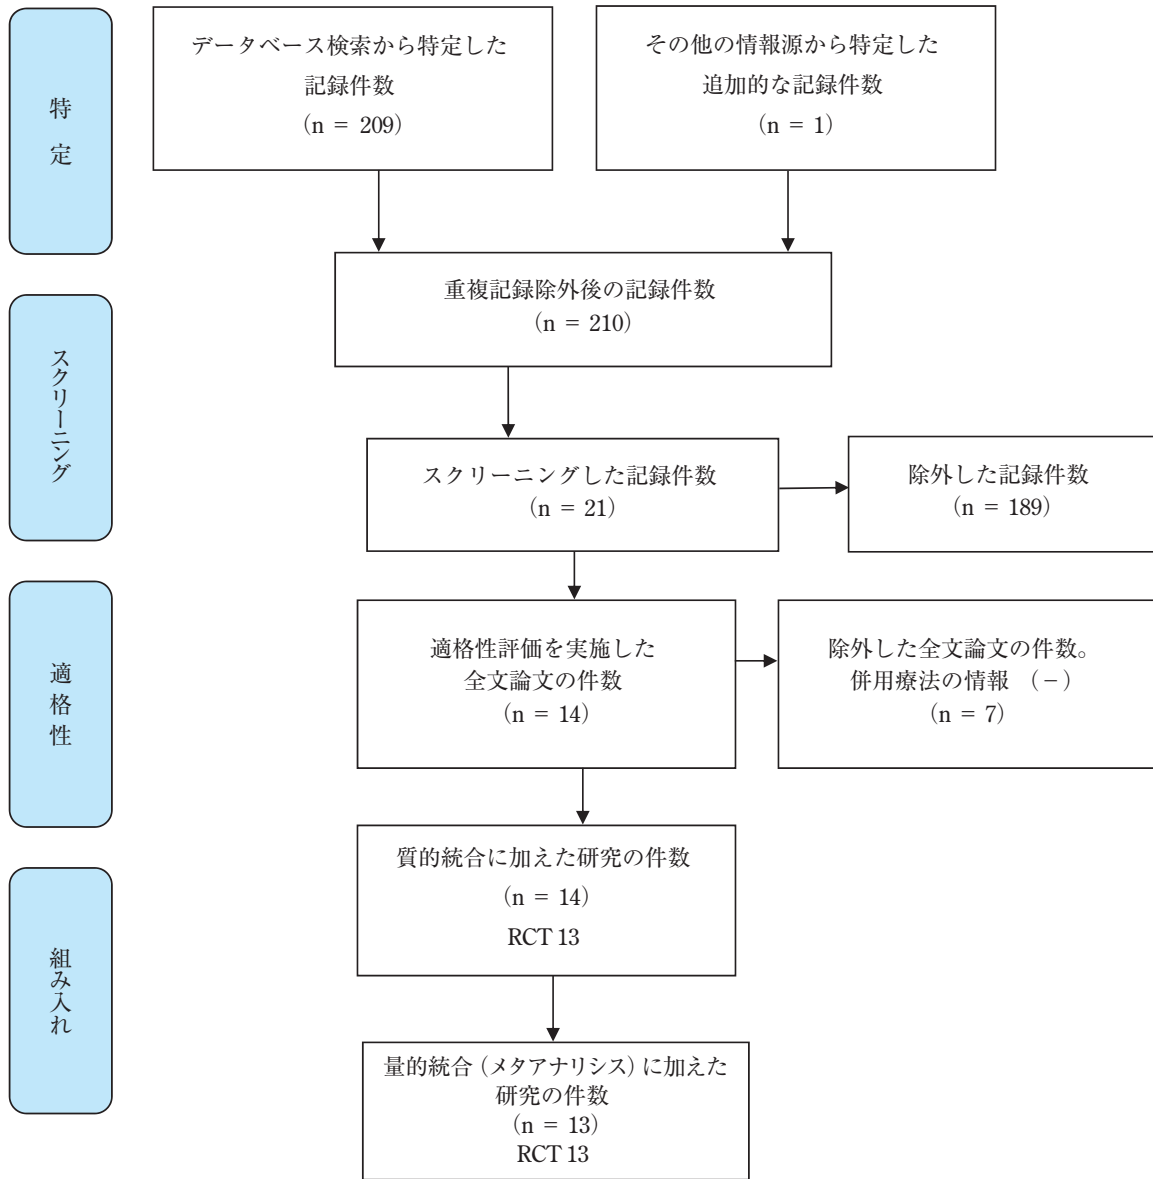 特定
データベース検索から特定した
記録件数
(n = 209)
その他の情報源から特定した
追加的な記録件数
(n = 1)
重複記録除外後の記録件数
(n = 210)
スクリーニング
スクリーニングした記録件数
(n = 21)
除外した記録件数
(n = 189)
適格性
適格性評価を実施した
全文論文の件数
(n = 14)
除外した全文論文の件数。
併用療法の情報 (-)
(n = 7)
質的統合に加えた研究の件数
(n = 14)
RCT 13
組み入れ
量的統合(メタアナリシス)に加えた
研究の件数
(n = 13)
RCT 13